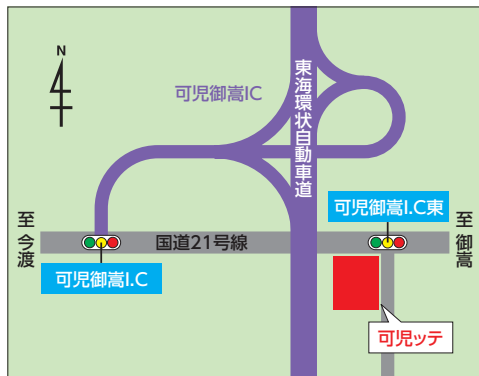 N
可児御嵩IC
東海環状自動車道
可児御嵩I.C東
至今渡
国道21号線
至御嵩
可児御嵩I.C
可児ッテ